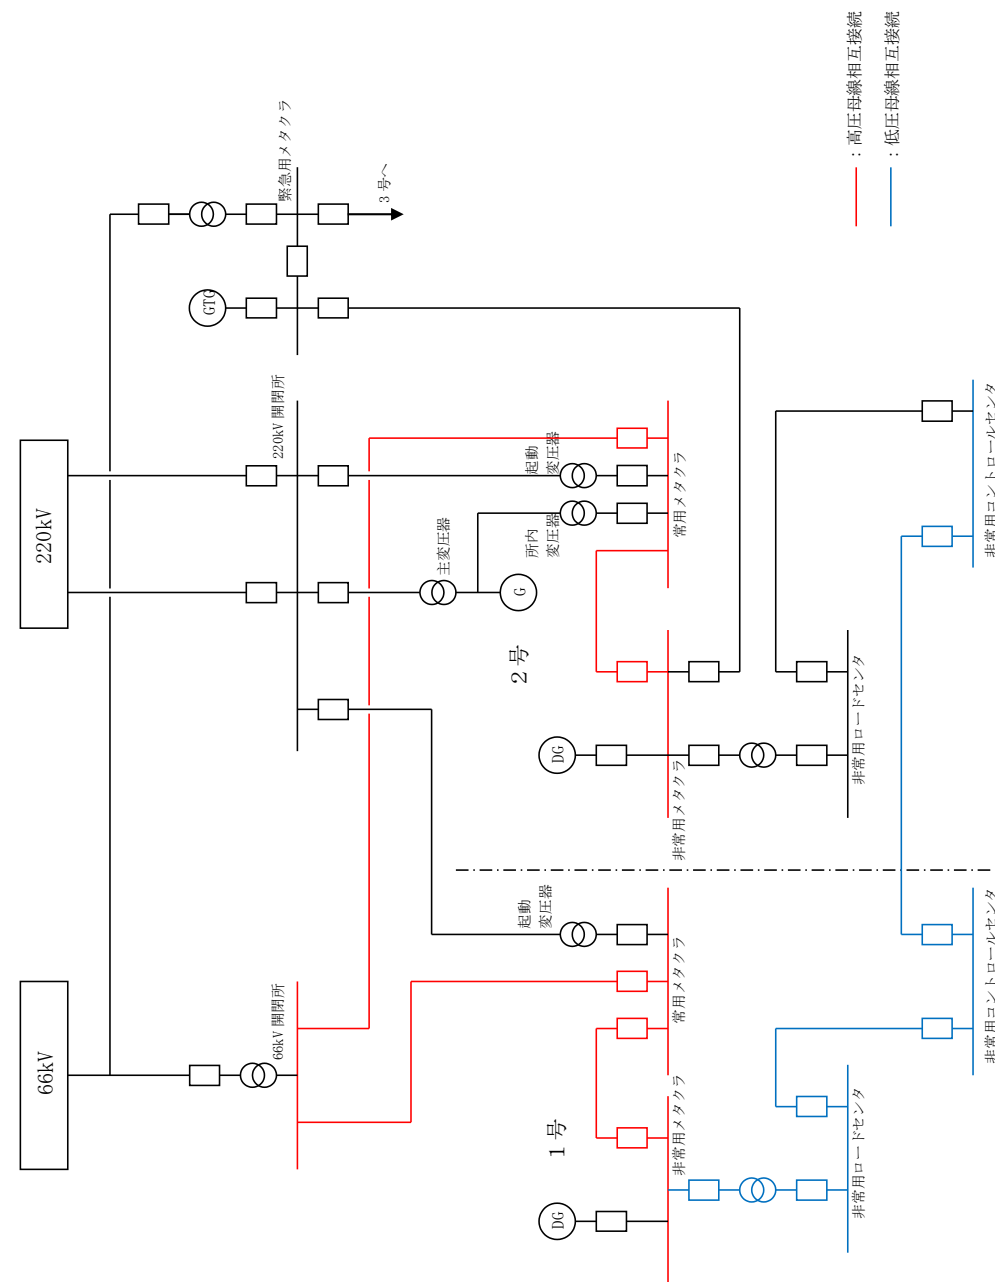 66kV
220kV
66kV 開閉所
220kV 開閉所
緊急用メタクラ
GTG
3 号へ
主変圧器
G
起動
変圧器
所内
変圧器
起動
変圧器
1 号
2 号
DG
DG
非常用メタクラ
常用メタクラ
非常用メタクラ
常用メタクラ
非常用ロードセンタ
非常用ロードセンタ
非常用コントロールセンタ
非常用コントロールセンタ
：高圧母線相互接続
：低圧母線相互接続